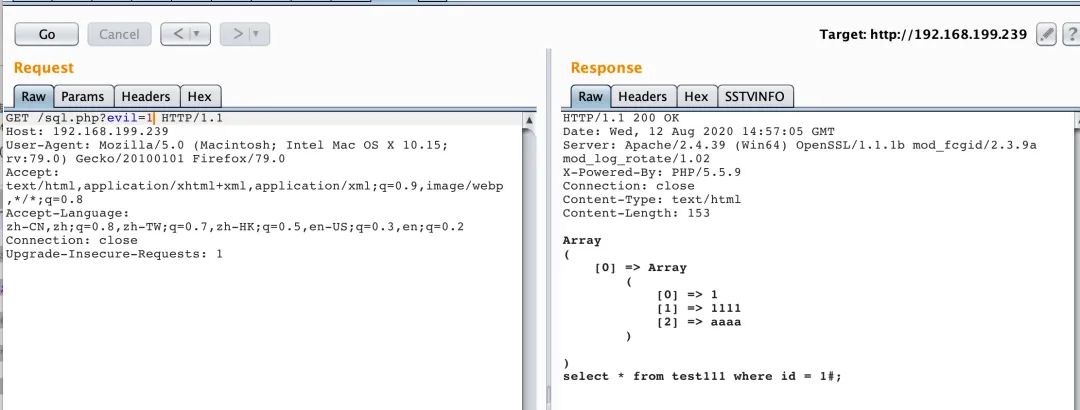 Go Cancel < > Target: http://192.168.199.239 ?
Request
Raw Params Headers Hex
GET /sql.php?evil=1 HTTP/1.1
Host: 192.168.199.239
User-Agent: Mozilla/5.0 (Macintosh; Intel Mac OS X 10.15;
rv:79.0) Gecko/20100101 Firefox/79.0
Accept:
text/html,application/xhtml+xml,application/xml;q=0.9,image/webp
,*/*;q=0.8
Accept-Language:
zh-CN,zh;q=0.8,zh-TW;q=0.7,zh-HK;q=0.5,en-US;q=0.3,en;q=0.2
Connection: close
Upgrade-Insecure-Requests: 1
Response
Raw Headers Hex SSTVINFO
HTTP/1.1 200 OK
Date: Wed, 12 Aug 2020 14:57:05 GMT
Server: Apache/2.4.39 (Win64) OpenSSL/1.1.1b mod_fcgid/2.3.9a
mod_log_rotate/1.02
X-Powered-By: PHP/5.5.9
Connection: close
Content-Type: text/html
Content-Length: 153
Array
(
[0] => Array
(
[0] => 1
[1] => 1111
[2] => aaaa
)
)
select * from test111 where id = 1#;